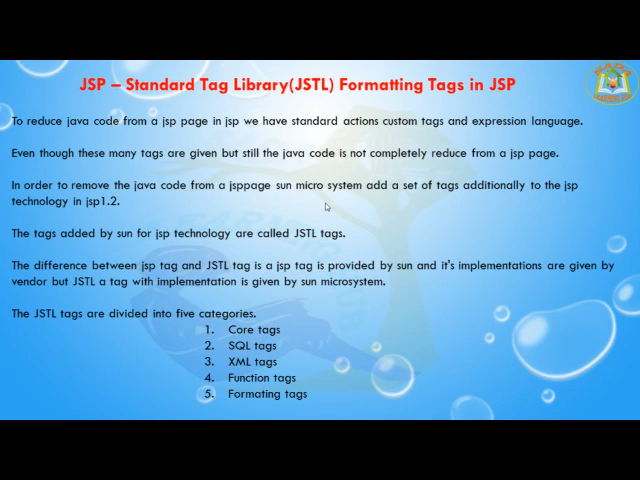 JSP – Standard Tag Library(JSTL) Formatting Tags in JSP
To reduce java code from a jsp page in jsp we have standard actions custom tags and expression language.
Even though these many tags are given but still the java code is not completely reduce from a jsp page.
In order to remove the java code from a jsppage sun micro system add a set of tags additionally to the jsp
technology in jsp1.2.
The tags added by sun for jsp technology are called JSTL tags.
The difference between jsp tag and JSTL tag is a jsp tag is provided by sun and it's implementations are given by
vendor but JSTL a tag with implementation is given by sun microsystem.
The JSTL tags are divided into five categories.
1. Core tags
2. SQL tags
3. XML tags
4. Function tags
5. Formating tags